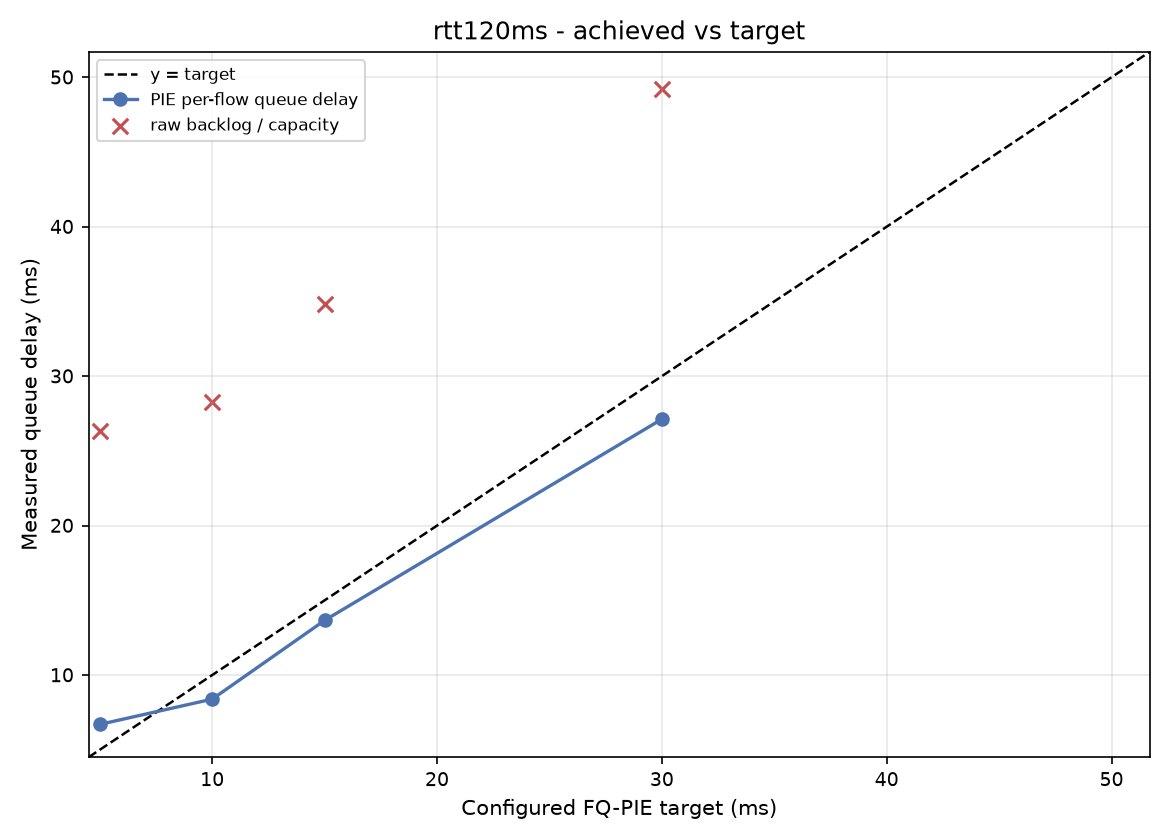 rtt120ms - achieved vs target
y = target
PIE per-flow queue delay
raw backlog / capacity
Measured queue delay (ms)
50
40
30
20
10
10 20 30 40 50
Configured FQ-PIE target (ms)